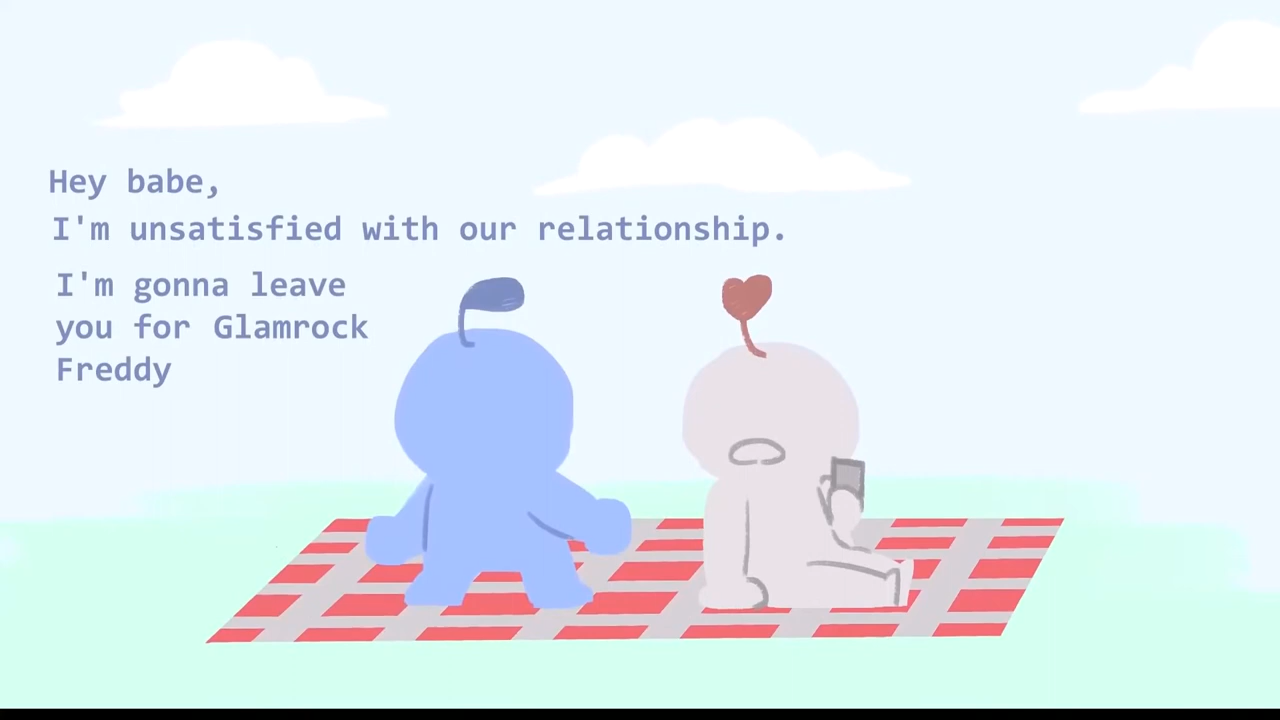 Hey babe,
I'm unsatisfied with our relationship.
I'm gonna leave
you for Glamrock
Freddy